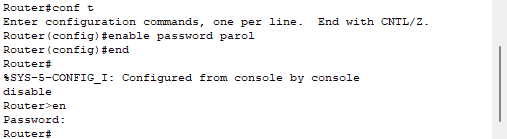 Router#conf t
Enter configuration commands, one per line.  End with CNTL/Z.
Router(config)#enable password parol
Router(config)#end
Router#
%SYS-5-CONFIG_I: Configured from console by console
disable
Router>en
Password:
Router#